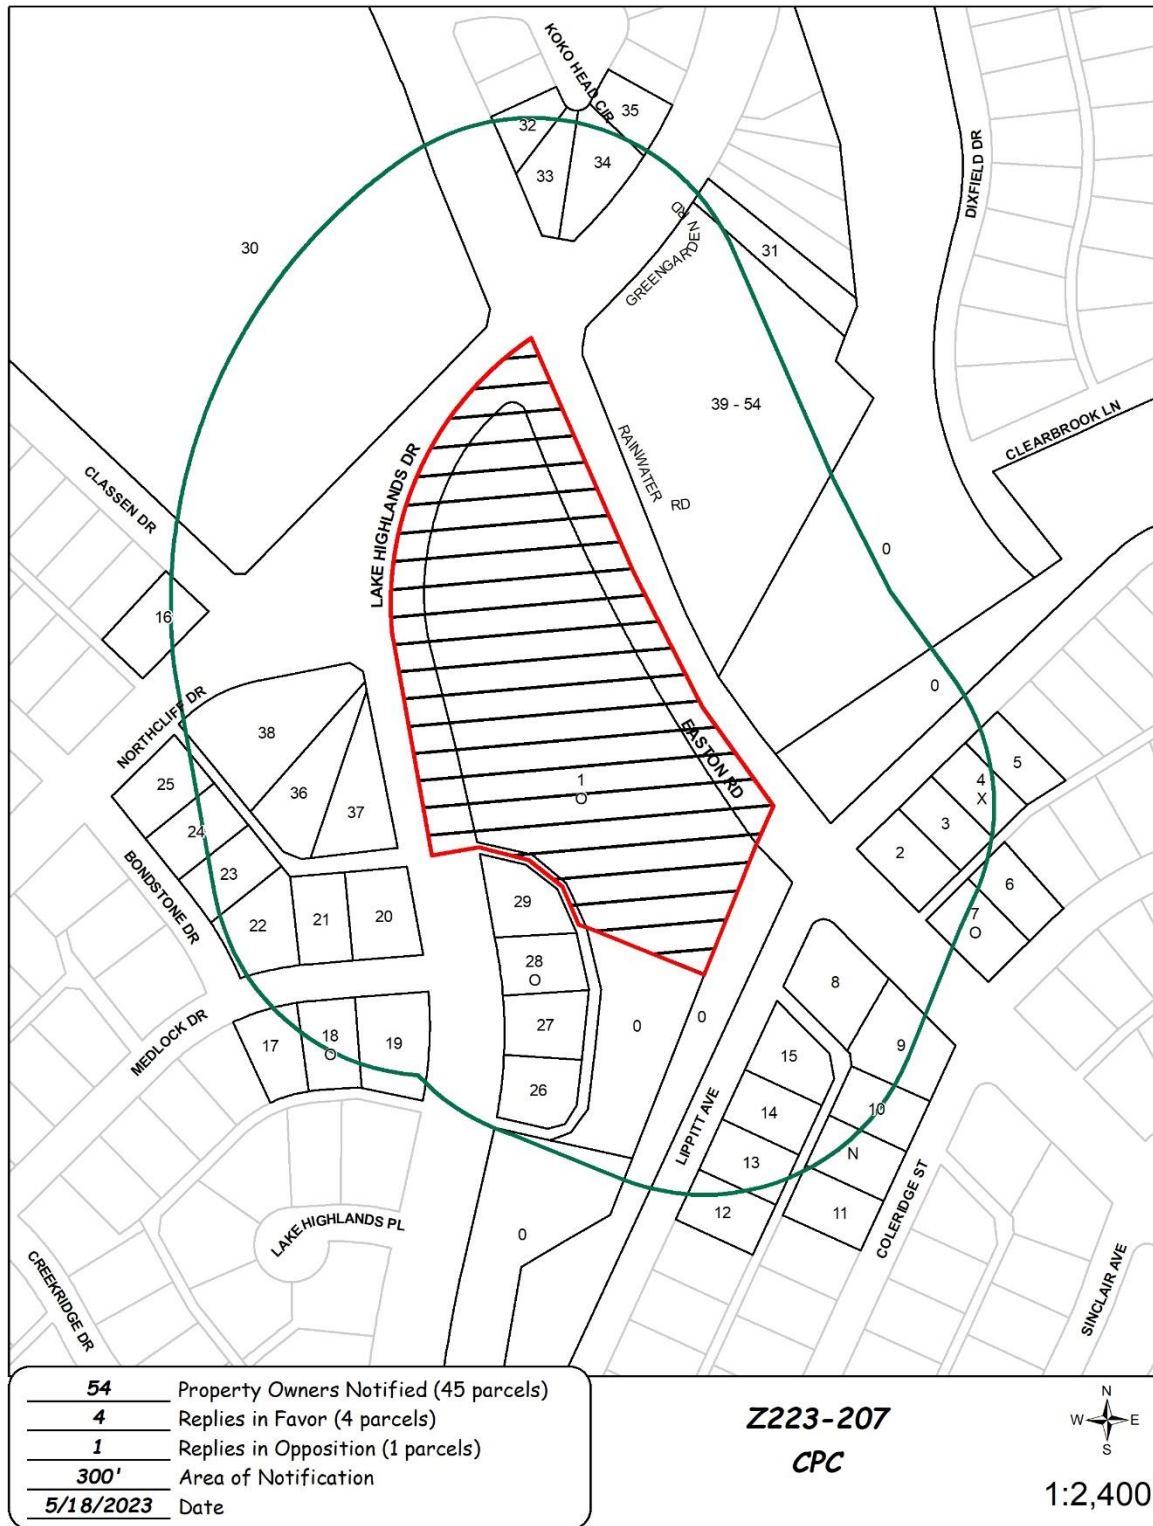 KOKO HEAD CIR
35
32
34
33
DIXFIELD DR
30
31
GREENGARDEN RD
39 - 54
CLEARBROOK LN
RAINWATER RD
CLASSEN DR
LAKE HIGHLANDS DR
0
16
0
NORTHCLIFF DR
38
EASTON RD
5
25
36
37
1
O
4
X
24
3
2
BONDSTONE DR
23
6
29
7
O
22
21
20
28
O
8
0
0
27
18
O
17
19
9
MEDLOCK DR
15
26
14
10
LIPPITT AVE
N
13
12
11
COLERIDGE ST
LAKE HIGHLANDS PL
0
CREEKRIDGE DR
SINCLAIR AVE
54 Property Owners Notified (45 parcels)
4 Replies in Favor (4 parcels)
1 Replies in Opposition (1 parcels)
300' Area of Notification
5/18/2023 Date
Z223-207
CPC
N
W E
S
1:2,400